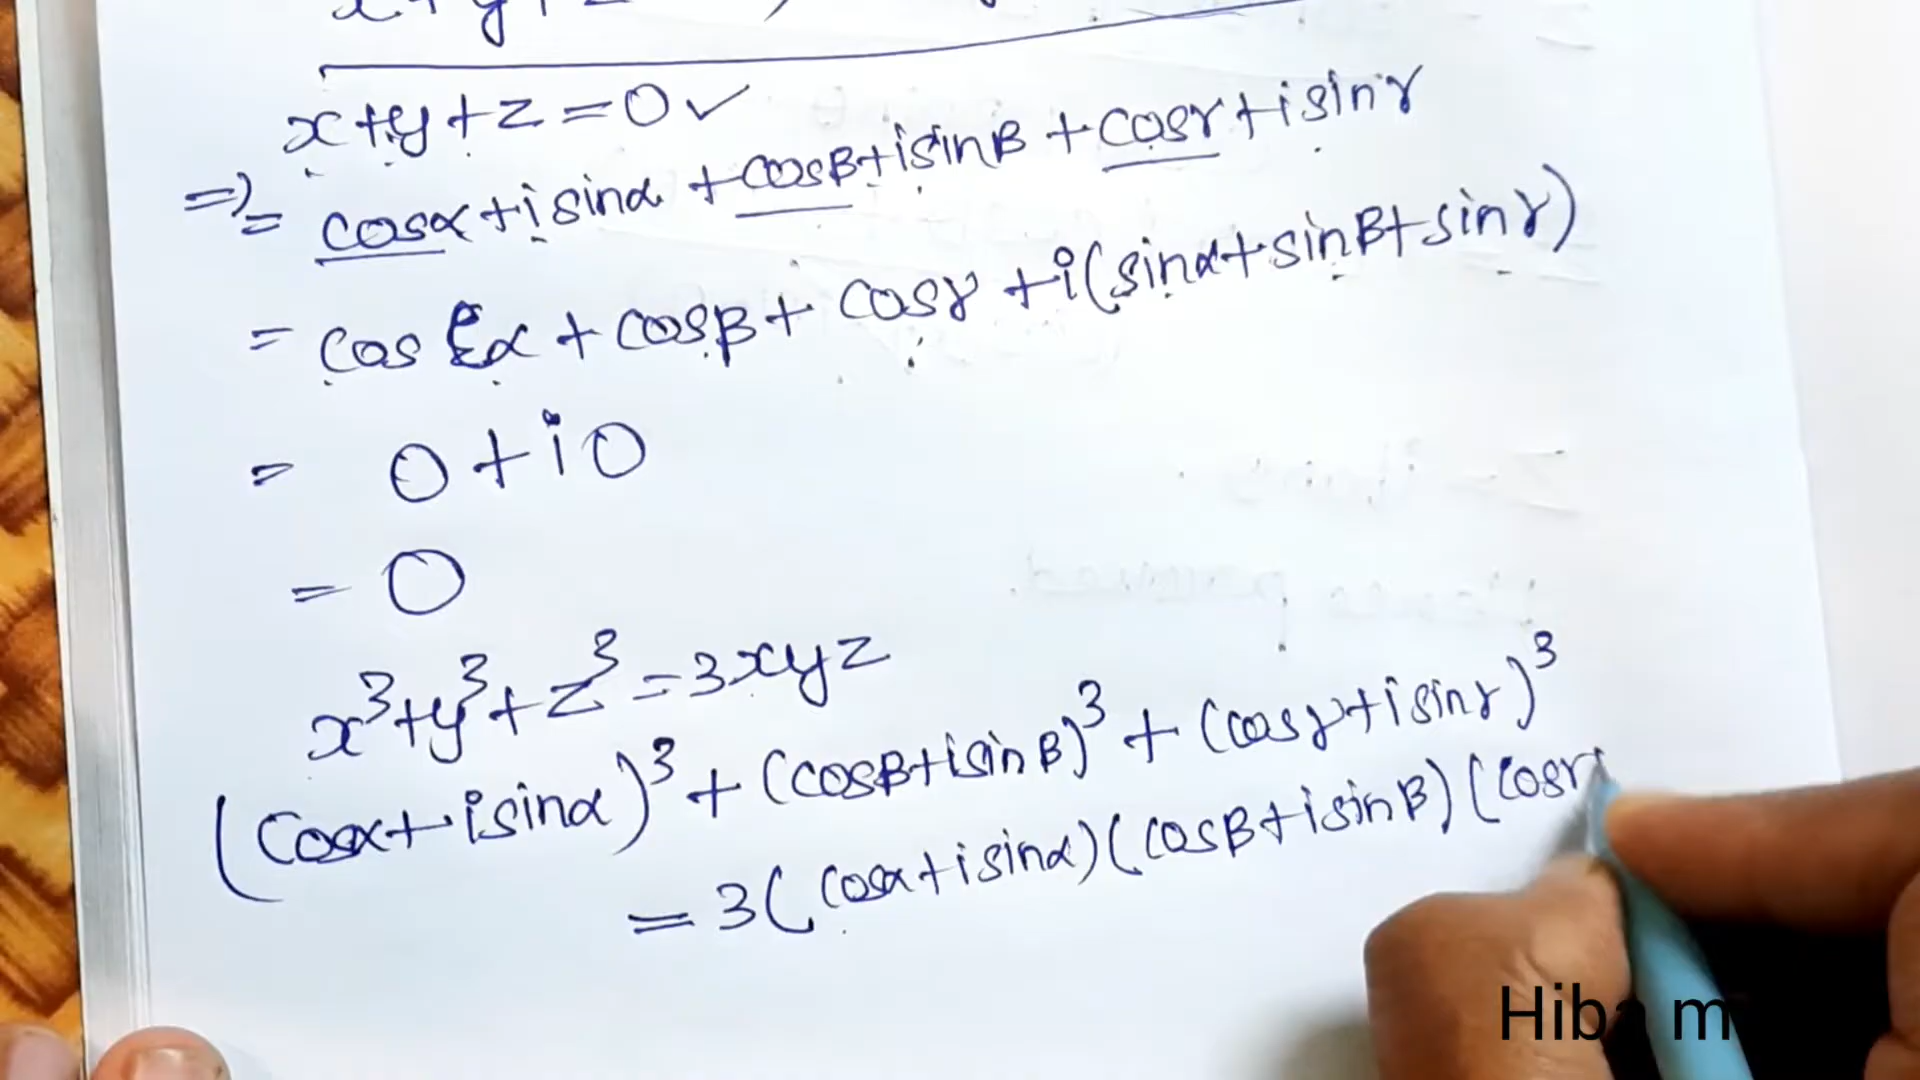 x+y+z=0✓
=> = cosα+isinα +cosβ+isinβ +cosγ+isinγ
= cos α + cosβ + cosγ +i(sinα+sinβ+sinγ)
= 0+i0
= 0
x³+y³+z³=3xyz
(cosα+isinα)³+(cosβ+isinβ)³+(cosγ+isinγ)³
=3(cosα+isinα)(cosβ+isinβ)(cosγ
Hiba m